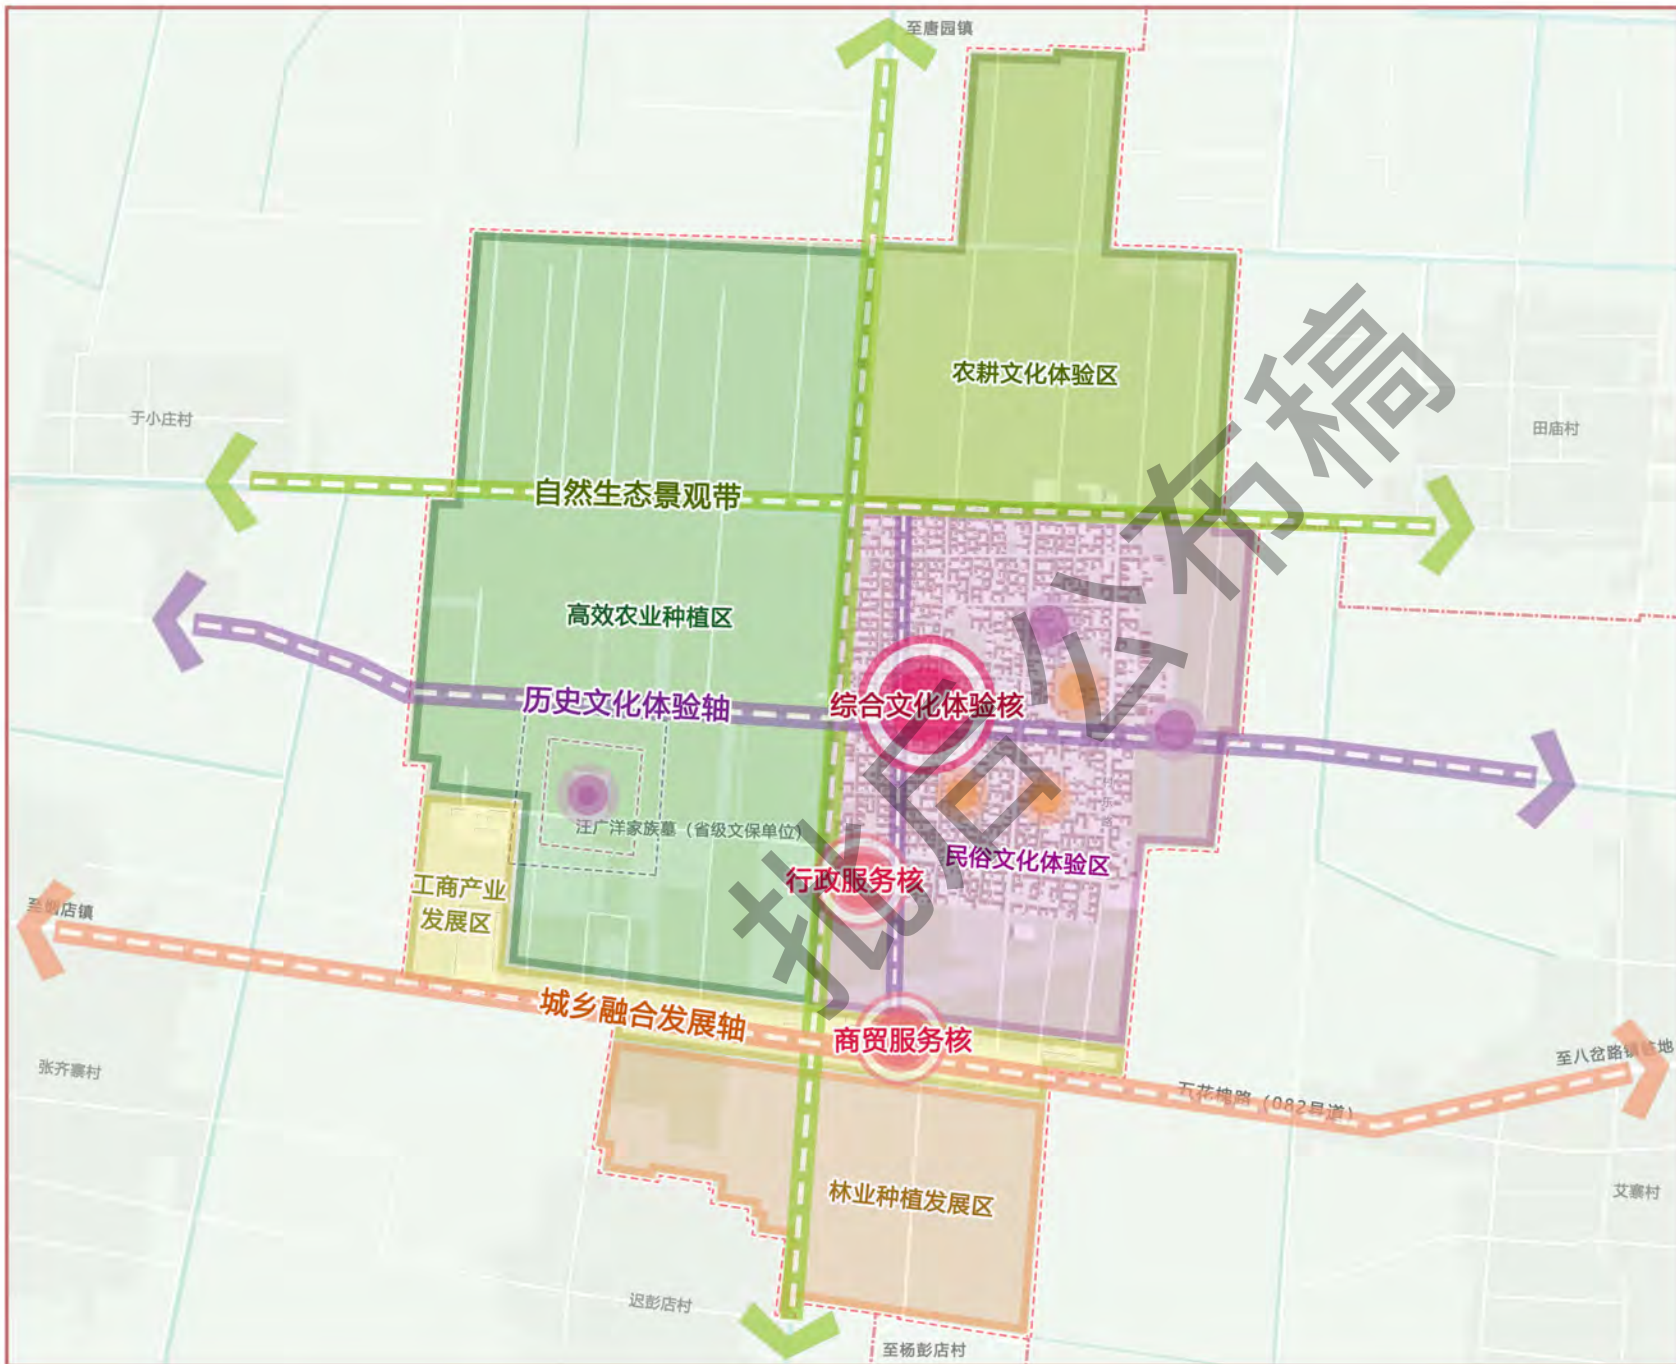 至唐园镇
农耕文化体验区
于小庄村
田庙村
自然生态景观带
高效农业种植区
历史文化体验轴
综合文化体验核
汪广洋家族墓（省级文保单位）
民俗文化体验区
行政服务核
工商产业
发展区
至烟店镇
城乡融合发展轴
商贸服务核
至八岔路镇驻地
张齐寨村
五花槐路（082县道）
林业种植发展区
艾寨村
迟彭店村
至杨彭店村
批后公布稿